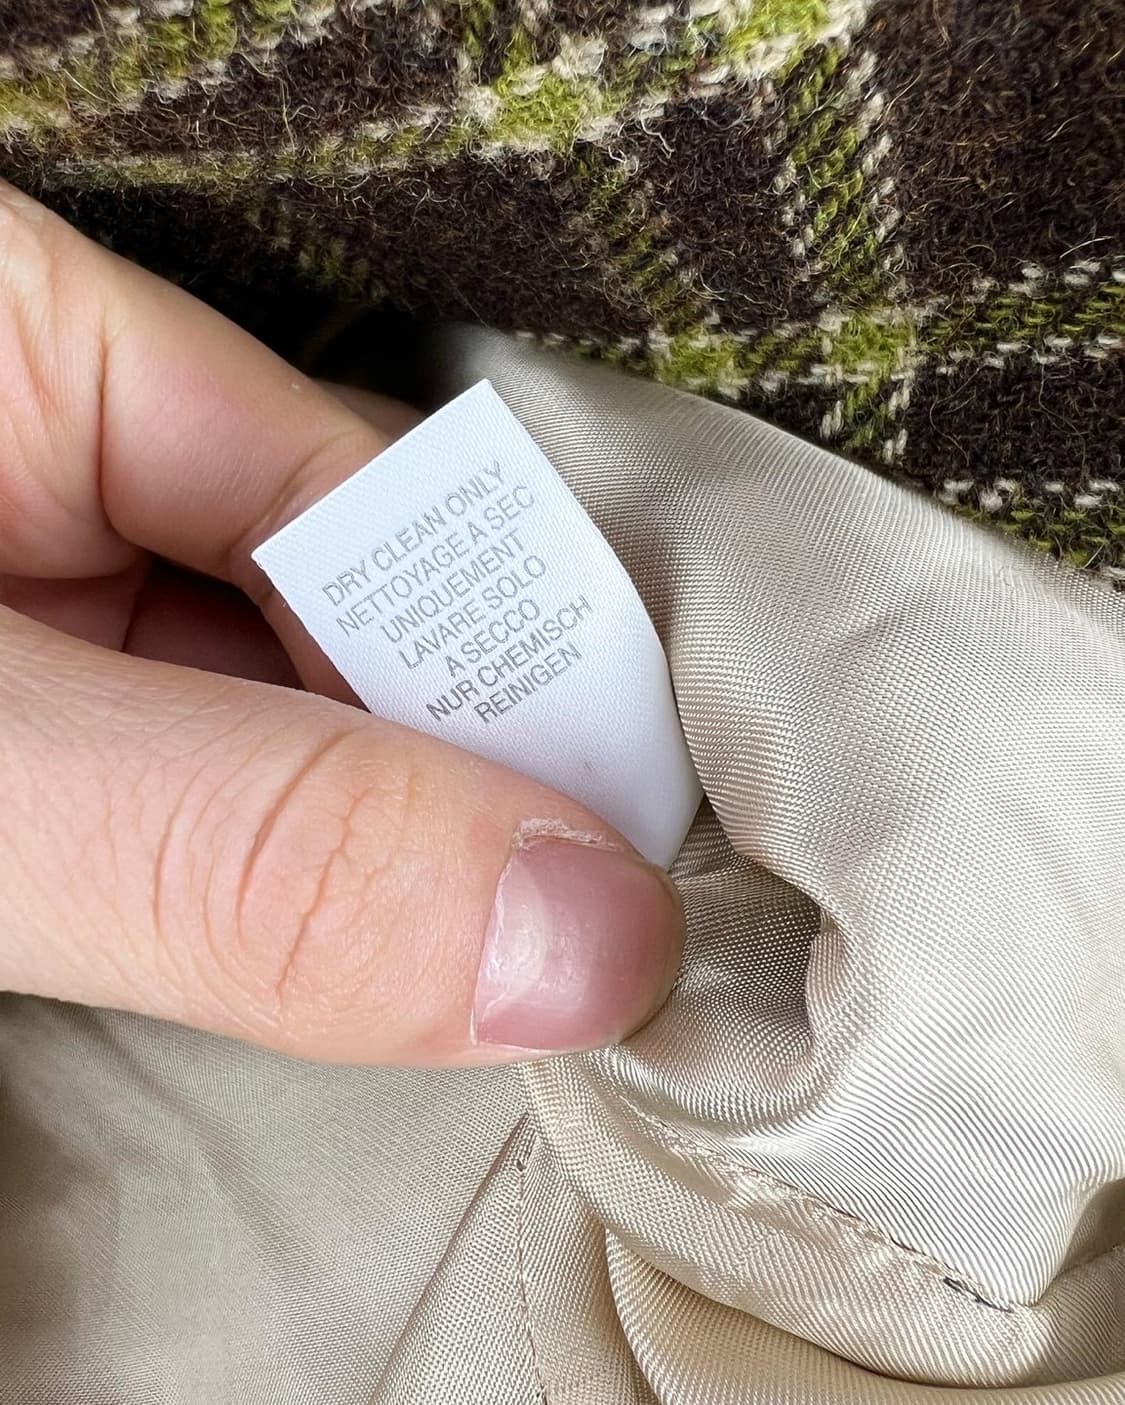 DRY CLEAN ONLY
NETTOYAGE A SEC
UNIQUEMENT
LAVARE SOLO
A SECCO
NUR CHEMISCH
REINIGEN